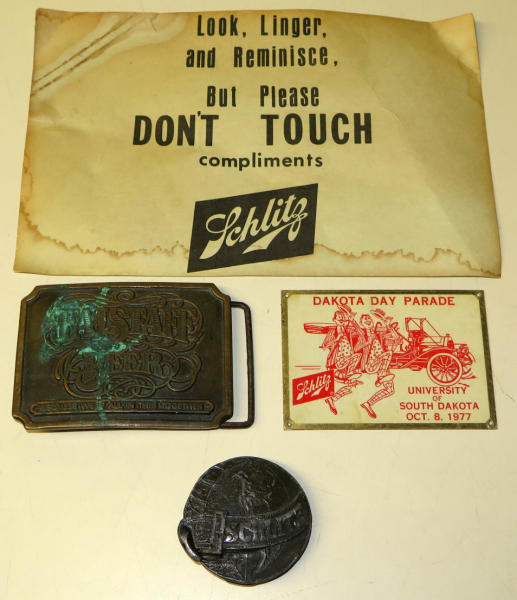 Look, Linger,
and Reminisce,
But Please
DON'T TOUCH
compliments
Schlitz
FALSTAFF
BEER
DAKOTA DAY PARADE
Schlitz
UNIVERSITY
OF
SOUTH DAKOTA
OCT. 8, 1977
SCHLITZ